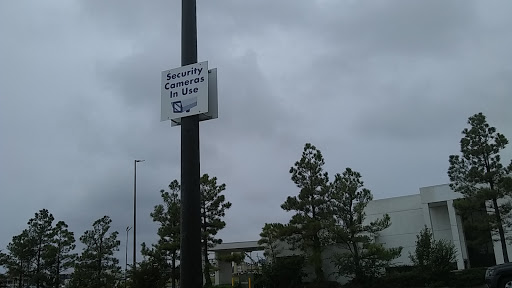 Security
Cameras
In Use